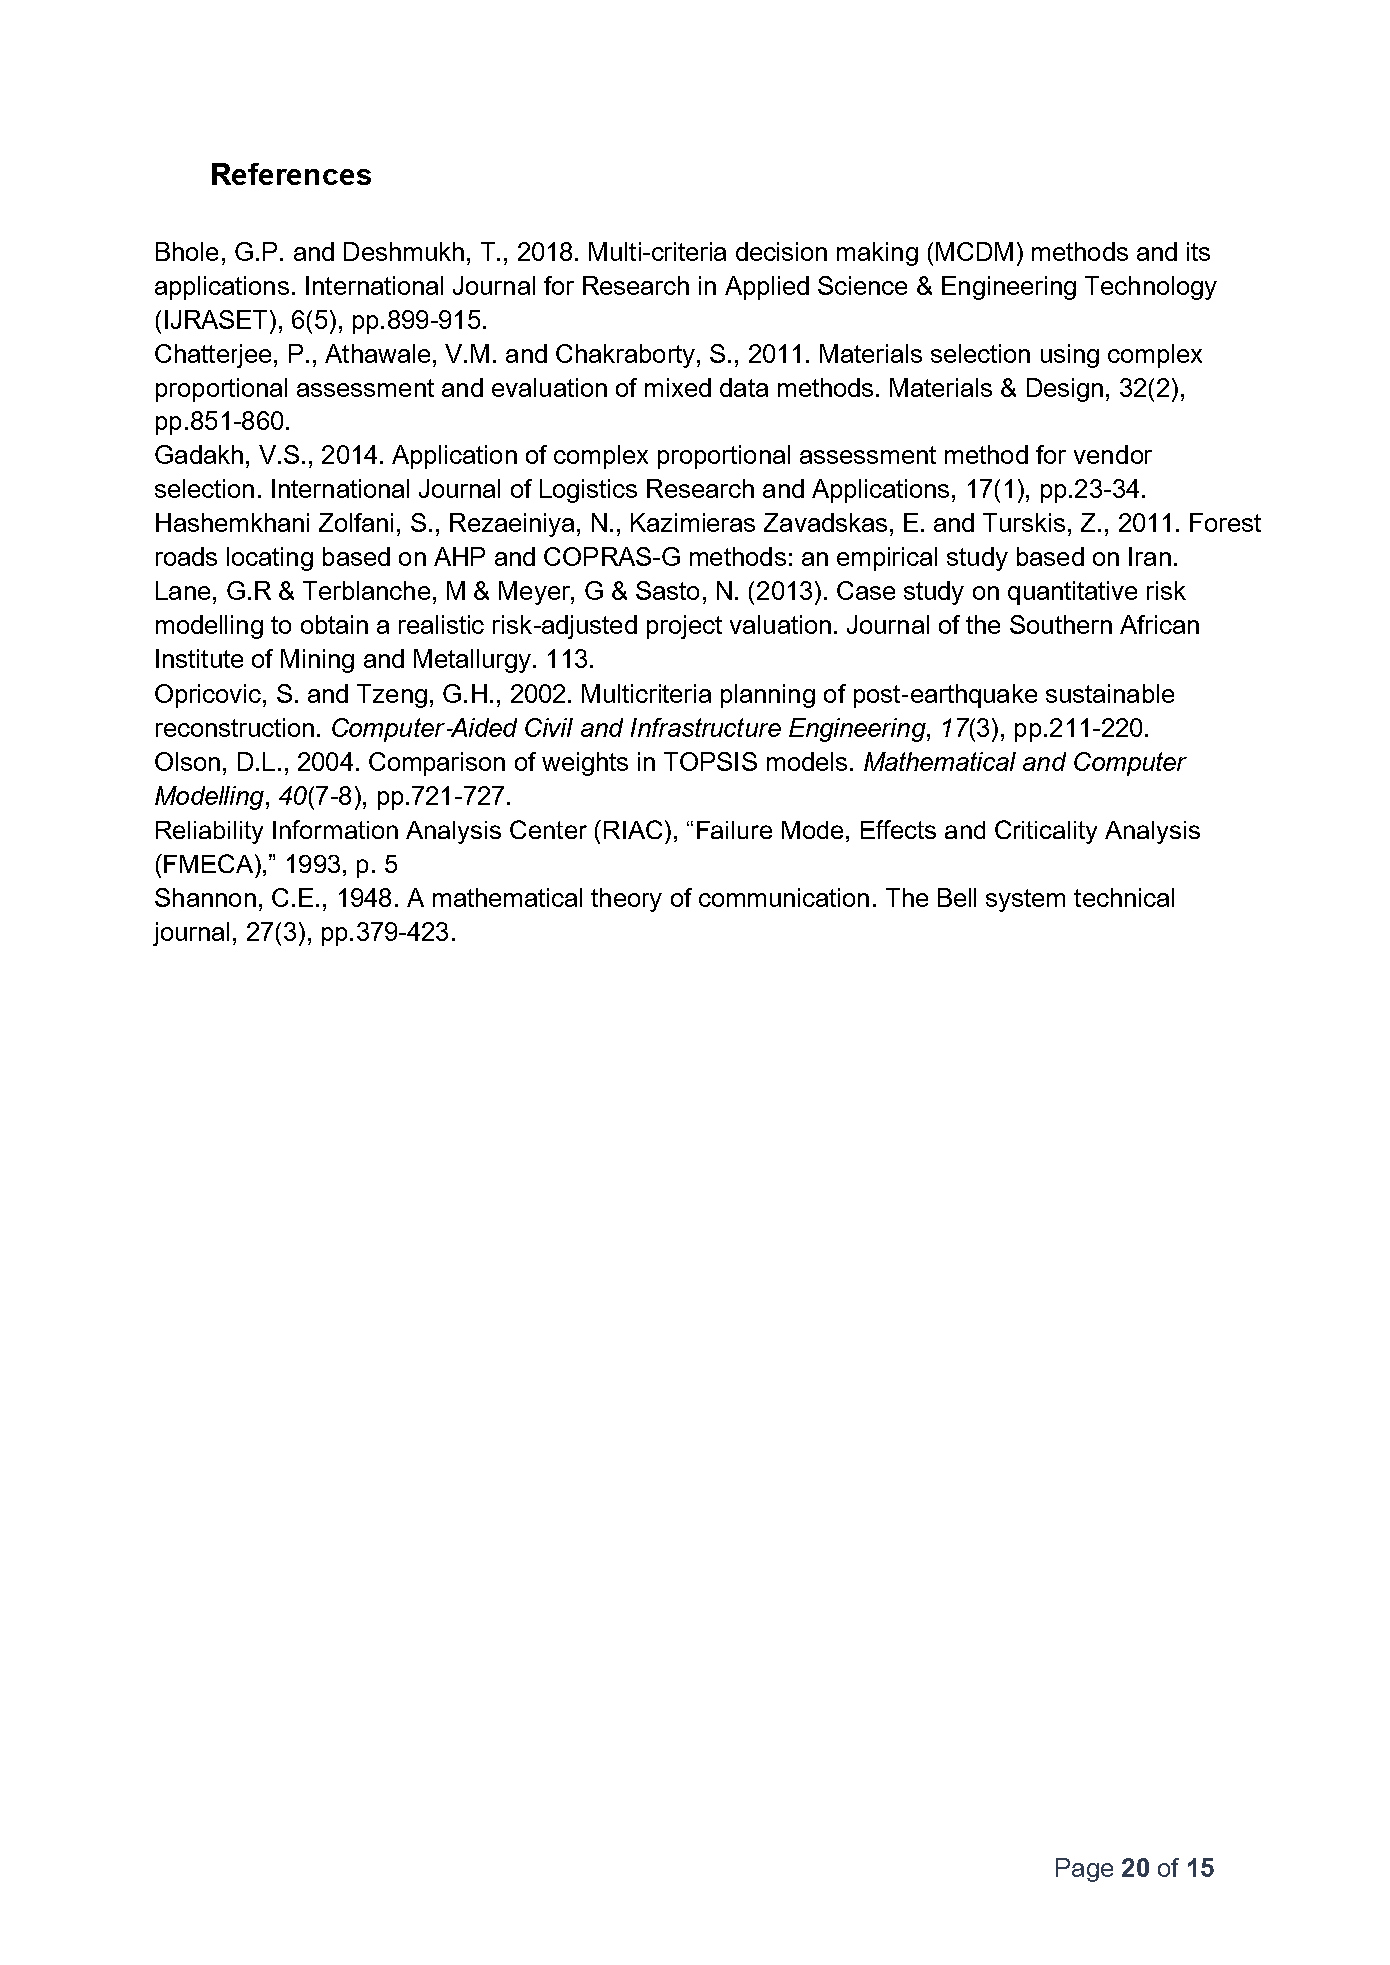 References
Bhole, G.P. and Deshmukh, T., 2018. Multi-criteria decision making (MCDM) methods and its
applications. International Journal for Research in Applied Science & Engineering Technology
(IJRASET), 6(5), pp.899-915.
Chatterjee, P., Athawale, V.M. and Chakraborty, S., 2011. Materials selection using complex
proportional assessment and evaluation of mixed data methods. Materials & Design, 32(2),
pp.851-860.
Gadakh, V.S., 2014. Application of complex proportional assessment method for vendor
selection. International Journal of Logistics Research and Applications, 17(1), pp.23-34.
Hashemkhani Zolfani, S., Rezaeiniya, N., Kazimieras Zavadskas, E. and Turskis, Z., 2011. Forest
roads locating based on AHP and COPRAS-G methods: an empirical study based on Iran.
Lane, G.R & Terblanche, M & Meyer, G & Sasto, N. (2013). Case study on quantitative risk
modelling to obtain a realistic risk-adjusted project valuation. Journal of the Southern African
Institute of Mining and Metallurgy. 113.
Opricovic, S. and Tzeng, G.H., 2002. Multicriteria planning of post-earthquake sustainable
reconstruction. Computer-Aided Civil and Infrastructure Engineering, 17(3), pp.211-220.
Olson, D.L., 2004. Comparison of weights in TOPSIS models. Mathematical and Computer
Modelling, 40(7-8), pp.721-727.
Reliability Information Analysis Center (RIAC), “Failure Mode, Effects and Criticality Analysis
(FMECA),” 1993, p. 5
Shannon, C.E., 1948. A mathematical theory of communication. The Bell system technical
journal, 27(3), pp.379-423.
Page 20 of 15